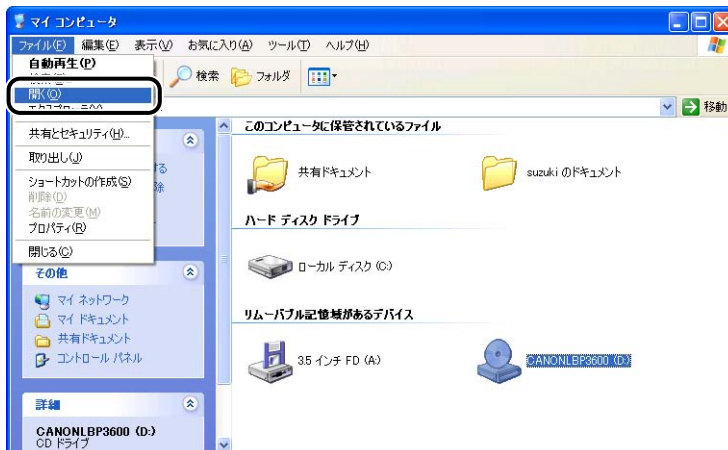 マイ コンピュータ
ファイル(F) 編集(E) 表示(V) お気に入り(A) ツール(T) ヘルプ(H)
自動再生(P)
開く(O)
共有とセキュリティ(H)...
取り出し(J)
ショートカットの作成(S)
削除(D)
名前の変更(M)
プロパティ(R)
閉じる(C)
検索 フォルダ
移動
する
除
その他
マイ ネットワーク
マイ ドキュメント
共有ドキュメント
コントロール パネル
詳細
CANONLBP3600 (D:)
CD ドライブ
このコンピュータに保管されているファイル
共有ドキュメント
suzuki のドキュメント
ハード ディスク ドライブ
ローカル ディスク (C:)
リムーバブル記憶域があるデバイス
3.5 インチ FD (A:)
CANONLBP3600 (D:)